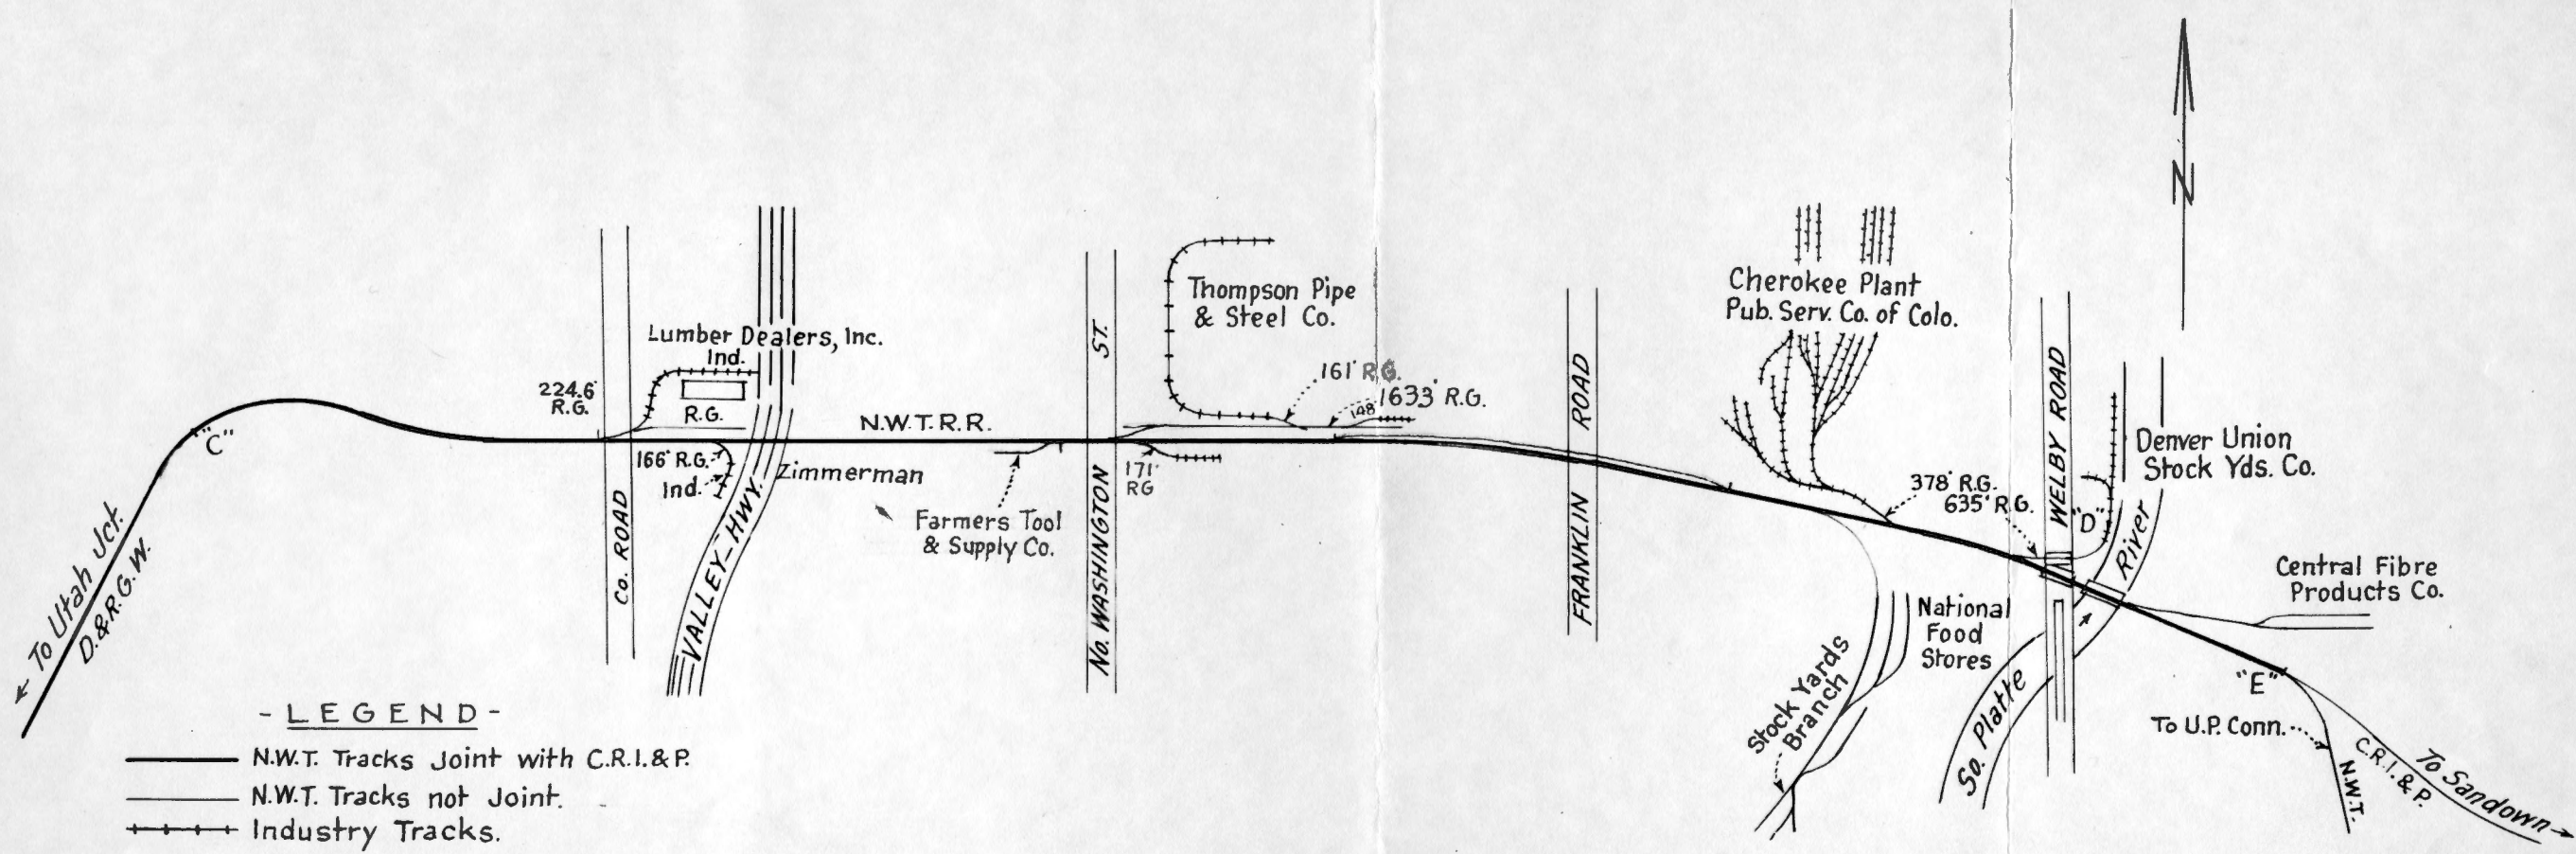 N
Cherokee Plant
Pub. Serv. Co. of Colo.
Thompson Pipe
& Steel Co.
Lumber Dealers, Inc.
Ind.
224.6'
R.G.
R.G.
N.W.T.R.R.
ST.
161' R.G.
1633' R.G.
148'
ROAD
WELBY ROAD
Denver Union
Stock Yds. Co.
"C"
166' R.G.
Ind.
Zimmerman
171'
RG
378' R.G.
635' R.G.
"D"
River
Farmers Tool
& Supply Co.
Co. ROAD
VALLEY-HWY.
No. WASHINGTON
FRANKLIN
Central Fibre
Products Co.
National
Food
Stores
To Utah Jct.
D.&R.G.W.
Stock Yards
Branch
So. Platte
"E"
To U.P. Conn.
N.W.T.
C.R.I.&P.
To Sandown
-LEGEND-
N.W.T. Tracks Joint with C.R.I.&P.
N.W.T. Tracks not Joint.
Industry Tracks.